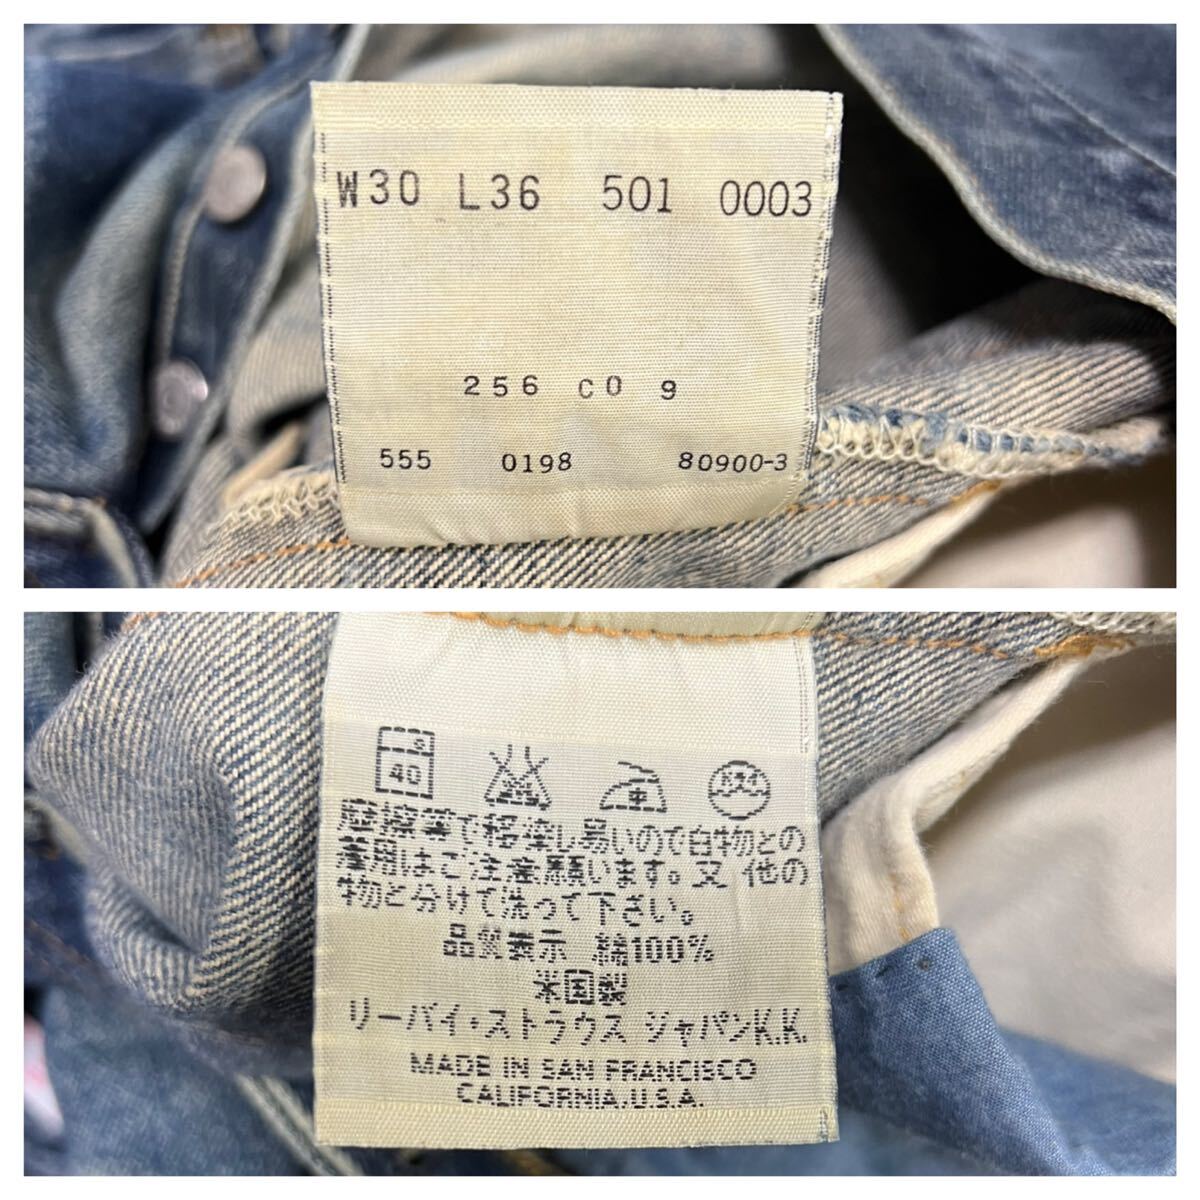 W30 L36 501 0003
256 C0 9
555 0198 80900-3
40 中 ドライ
摩擦等で移染し易いので白物との
着用はご注意願います。又 他の
物と分けて洗って下さい。
品質表示 綿100%
米国製
リーバイ・ストラウス ジャパンK.K.
MADE IN SAN FRANCISCO
CALIFORNIA, U.S.A.